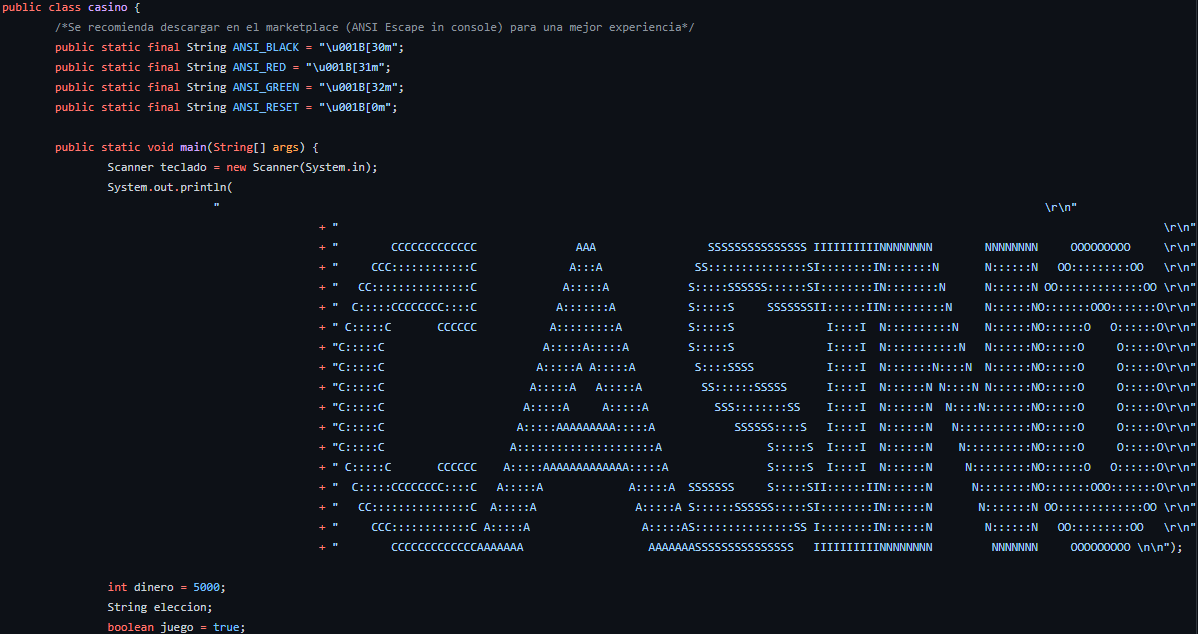 public class casino {
        /*Se recomienda descargar en el marketplace (ANSI Escape in console) para una mejor experiencia*/
        public static final String ANSI_BLACK = "\u001B[30m";
        public static final String ANSI_RED = "\u001B[31m";
        public static final String ANSI_GREEN = "\u001B[32m";
        public static final String ANSI_RESET = "\u001B[0m";

        public static void main(String[] args) {
                Scanner teclado = new Scanner(System.in);
                System.out.println(
                                "                                                                                                                              \r\n"
                                                + "                                                                                                                             \r\n"
                                                + "        CCCCCCCCCCCCC               AAA                 SSSSSSSSSSSSSSS IIIIIIIIIINNNNNNNN        NNNNNNNN     OOOOOOOOO     \r\n"
                                                + "     CCC::::::::::::C              A:::A              SS:::::::::::::::SI::::::::IN:::::::N       N::::::N   OO:::::::::OO   \r\n"
                                                + "   CC:::::::::::::::C             A:::::A            S:::::SSSSSS::::::SI::::::::IN::::::::N      N::::::N OO:::::::::::::OO \r\n"
                                                + "  C:::::CCCCCCCC::::C            A:::::::A           S:::::S     SSSSSSSII::::::IIN:::::::::N     N::::::NO:::::::OOO:::::::O\r\n"
                                                + " C:::::C       CCCCCC           A:::::::::A          S:::::S              I::::I  N::::::::::N    N::::::NO::::::O   O::::::O\r\n"
                                                + "C:::::C                        A:::::A:::::A         S:::::S              I::::I  N:::::::::::N   N::::::NO:::::O     O:::::O\r\n"
                                                + "C:::::C                       A:::::A A:::::A         S::::SSSS           I::::I  N:::::::N::::N  N::::::NO:::::O     O:::::O\r\n"
                                                + "C:::::C                      A:::::A   A:::::A         SS::::::SSSSS      I::::I  N::::::N N::::N N::::::NO:::::O     O:::::O\r\n"
                                                + "C:::::C                     A:::::A     A:::::A          SSS::::::::SS    I::::I  N::::::N  N::::N:::::::NO:::::O     O:::::O\r\n"
                                                + "C:::::C                    A:::::AAAAAAAAA:::::A            SSSSSS::::S   I::::I  N::::::N   N:::::::::::NO:::::O     O:::::O\r\n"
                                                + "C:::::C                   A:::::::::::::::::::::A                S:::::S  I::::I  N::::::N    N::::::::::NO:::::O     O:::::O\r\n"
                                                + " C:::::C       CCCCCC    A:::::AAAAAAAAAAAAA:::::A               S:::::S  I::::I  N::::::N     N:::::::::NO::::::O   O::::::O\r\n"
                                                + "  C:::::CCCCCCCC::::C   A:::::A             A:::::A  SSSSSSS     S:::::SII::::::IIN::::::N      N::::::::NO:::::::OOO:::::::O\r\n"
                                                + "   CC:::::::::::::::C  A:::::A               A:::::A S::::::SSSSSS:::::SI::::::::IN::::::N       N:::::::N OO:::::::::::::OO \r\n"
                                                + "     CCC::::::::::::C A:::::A                 A:::::AS:::::::::::::::SS I::::::::IN::::::N        N::::::N   OO:::::::::OO   \r\n"
                                                + "        CCCCCCCCCCCCCAAAAAAA                   AAAAAAASSSSSSSSSSSSSSS   IIIIIIIIIINNNNNNNN         NNNNNNN     OOOOOOOOO \n\n");

                int dinero = 5000;
                String eleccion;
                boolean juego = true;